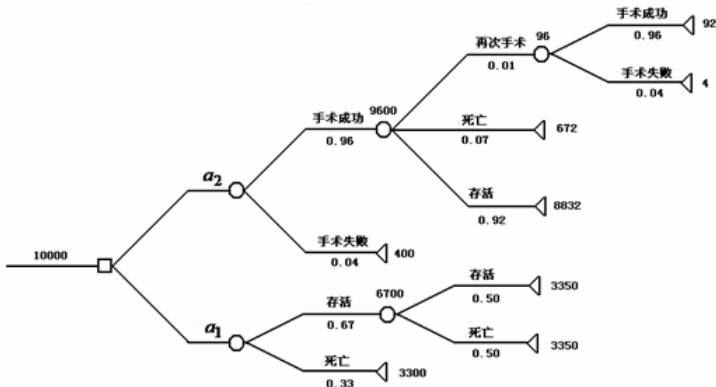 手术成功
92
0.96
再次手术
96
0.01
手术失败
4
0.04
手术成功
9600
0.96
死亡
672
0.07
a2
存活
8832
0.92
手术失败
400
0.04
10000
存活
3350
0.50
存活
6700
0.67
a1
死亡
3350
0.50
死亡
3300
0.33